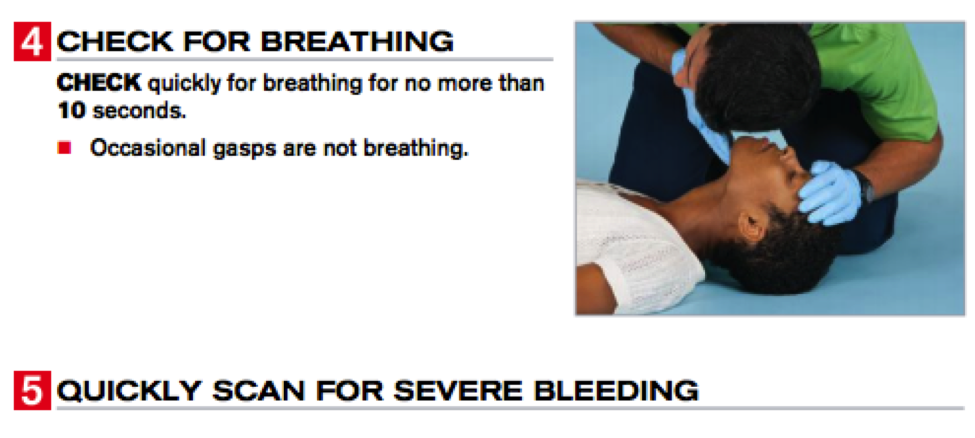 4 CHECK FOR BREATHING
CHECK quickly for breathing for no more than
10 seconds.
■ Occasional gasps are not breathing.
5 QUICKLY SCAN FOR SEVERE BLEEDING